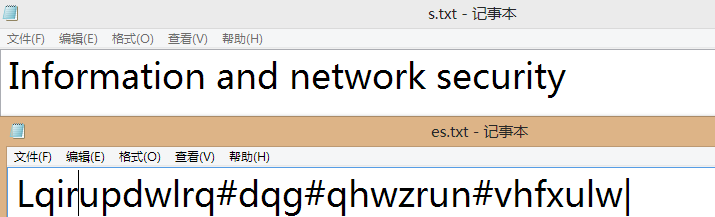 s.txt - 记事本
文件(F) 编辑(E) 格式(O) 查看(V) 帮助(H)
Information and network security
es.txt - 记事本
文件(F) 编辑(E) 格式(O) 查看(V) 帮助(H)
Lqirupdwlrq#dqg#qhwzrun#vhfxulw|